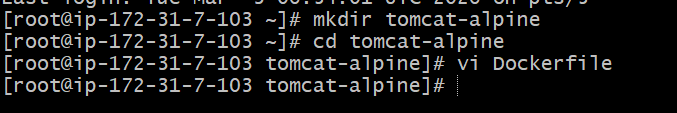 [root@ip-172-31-7-103 ~]# mkdir tomcat-alpine
[root@ip-172-31-7-103 ~]# cd tomcat-alpine
[root@ip-172-31-7-103 tomcat-alpine]# vi Dockerfile
[root@ip-172-31-7-103 tomcat-alpine]#